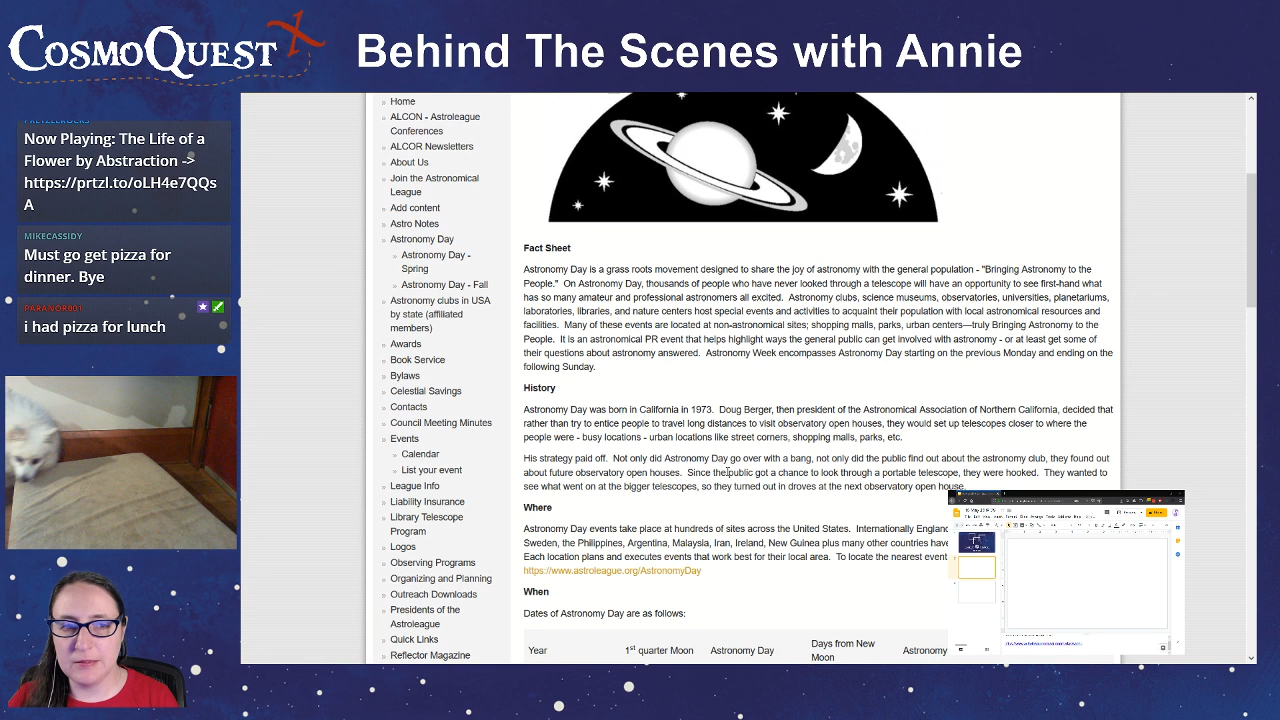 CosmoQuest X
Behind The Scenes with Annie
Now Playing: The Life of a
Flower by Abstraction ->
https://prtzl.to/oLH4e7QQs
A
MIKECASSIDY
Must go get pizza for
dinner. Bye
PARANOR001
i had pizza for lunch
Home
ALCON - Astroleague
Conferences
ALCOR Newsletters
About Us
Join the Astronomical
League
Add content
Astro Notes
Astronomy Day
Astronomy Day -
Spring
Astronomy Day - Fall
Astronomy clubs in USA
by state (affiliated
members)
Awards
Book Service
Bylaws
Celestial Savings
Contacts
Council Meeting Minutes
Events
Calendar
List your event
League Info
Liability Insurance
Library Telescope
Program
Logos
Observing Programs
Organizing and Planning
Outreach Downloads
Presidents of the
Astroleague
Quick Links
Reflector Magazine
Fact Sheet
Astronomy Day is a grass roots movement designed to share the joy of astronomy with the general population - "Bringing Astronomy to the
People." On Astronomy Day, thousands of people who have never looked through a telescope will have an opportunity to see first-hand what
has so many amateur and professional astronomers all excited. Astronomy clubs, science museums, observatories, universities, planetariums,
laboratories, libraries, and nature centers host special events and activities to acquaint their population with local astronomical resources and
facilities. Many of these events are located at non-astronomical sites; shopping malls, parks, urban centers—truly Bringing Astronomy to the
People. It is an astronomical PR event that helps highlight ways the general public can get involved with astronomy - or at least get some of
their questions about astronomy answered. Astronomy Week encompasses Astronomy Day starting on the previous Monday and ending on the
following Sunday.
History
Astronomy Day was born in California in 1973. Doug Berger, then president of the Astronomical Association of Northern California, decided that
rather than try to entice people to travel long distances to visit observatory open houses, they would set up telescopes closer to where the
people were - busy locations - urban locations like street corners, shopping malls, parks, etc.
His strategy paid off. Not only did Astronomy Day go over with a bang, not only did the public find out about the astronomy club, they found out
about future observatory open houses. Since the public got a chance to look through a portable telescope, they were hooked. They wanted to
see what went on at the bigger telescopes, so they turned out in droves at the next observatory open house.
Where
Astronomy Day events take place at hundreds of sites across the United States. Internationally England
Sweden, the Philippines, Argentina, Malaysia, Iran, Ireland, New Guinea plus many other countries have
Each location plans and executes events that work best for their local area. To locate the nearest event
https://www.astroleague.org/AstronomyDay
When
Dates of Astronomy Day are as follows:
Year 1st quarter Moon Astronomy Day Days from New Astronomy
Moon